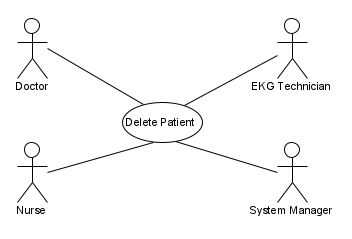 Doctor
EKG Technician
Delete Patient
Nurse
System Manager